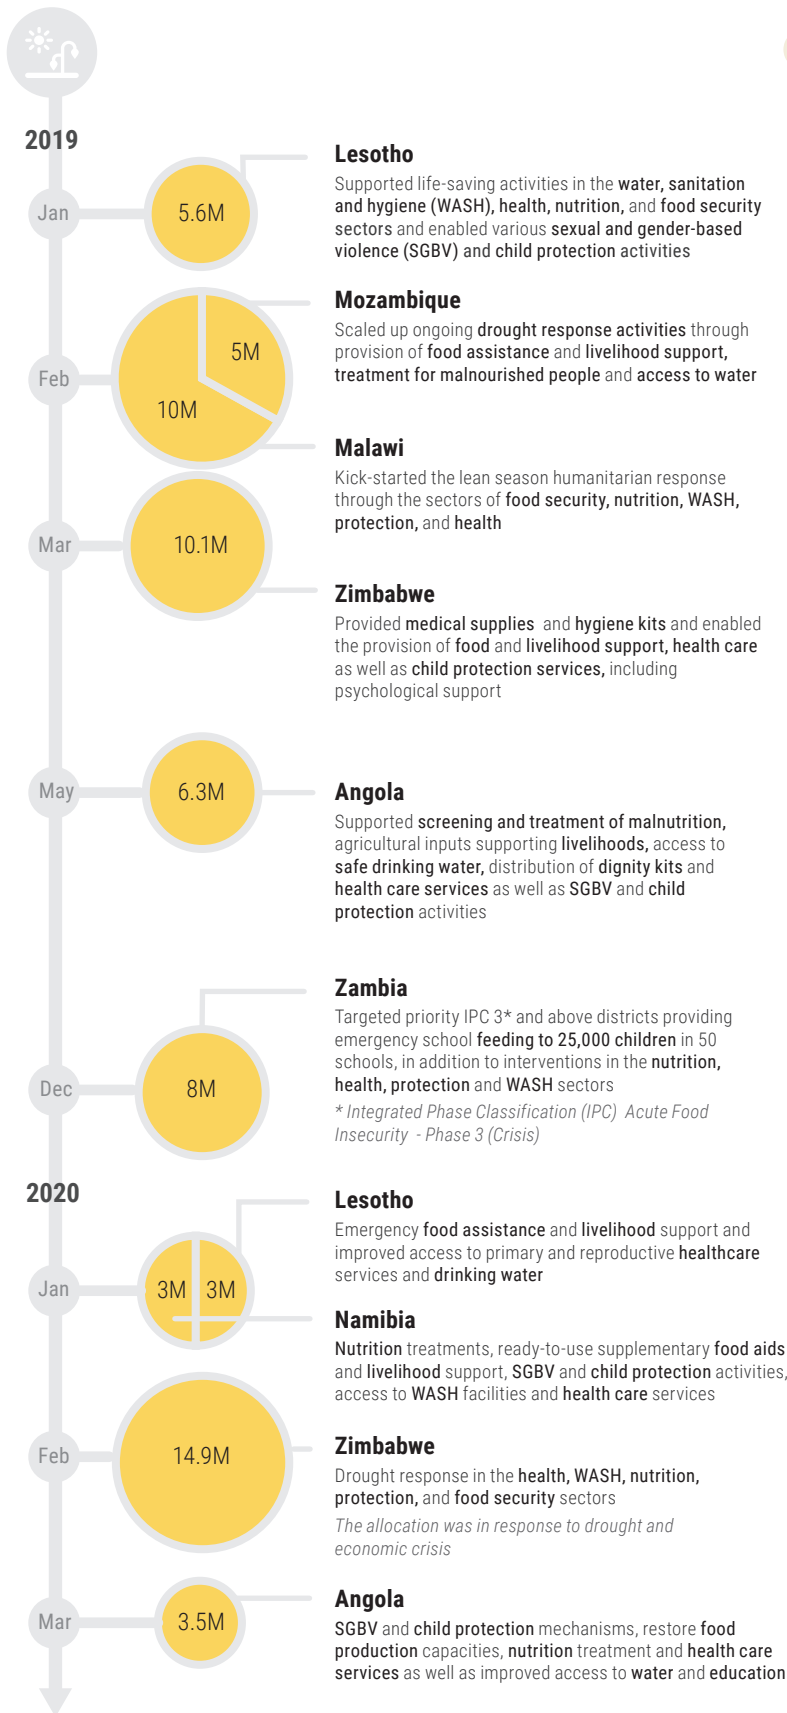 2019
Jan
5.6M
Lesotho
Supported life-saving activities in the water, sanitation
and hygiene (WASH), health, nutrition, and food security
sectors and enabled various sexual and gender-based
violence (SGBV) and child protection activities
Feb
5M
10M
Mozambique
Scaled up ongoing drought response activities through
provision of food assistance and livelihood support,
treatment for malnourished people and access to water
Malawi
Kick-started the lean season humanitarian response
through the sectors of food security, nutrition, WASH,
protection, and health
Mar
10.1M
Zimbabwe
Provided medical supplies and hygiene kits and enabled
the provision of food and livelihood support, health care
as well as child protection services, including
psychological support
May
6.3M
Angola
Supported screening and treatment of malnutrition,
agricultural inputs supporting livelihoods, access to
safe drinking water, distribution of dignity kits and
health care services as well as SGBV and child
protection activities
Dec
8M
Zambia
Targeted priority IPC 3* and above districts providing
emergency school feeding to 25,000 children in 50
schools, in addition to interventions in the nutrition,
health, protection and WASH sectors
* Integrated Phase Classification (IPC) Acute Food
Insecurity - Phase 3 (Crisis)
2020
Jan
3M
3M
Lesotho
Emergency food assistance and livelihood support and
improved access to primary and reproductive healthcare
services and drinking water
Namibia
Nutrition treatments, ready-to-use supplementary food aids
and livelihood support, SGBV and child protection activities,
access to WASH facilities and health care services
Feb
14.9M
Zimbabwe
Drought response in the health, WASH, nutrition,
protection, and food security sectors
The allocation was in response to drought and
economic crisis
Mar
3.5M
Angola
SGBV and child protection mechanisms, restore food
production capacities, nutrition treatment and health care
services as well as improved access to water and education